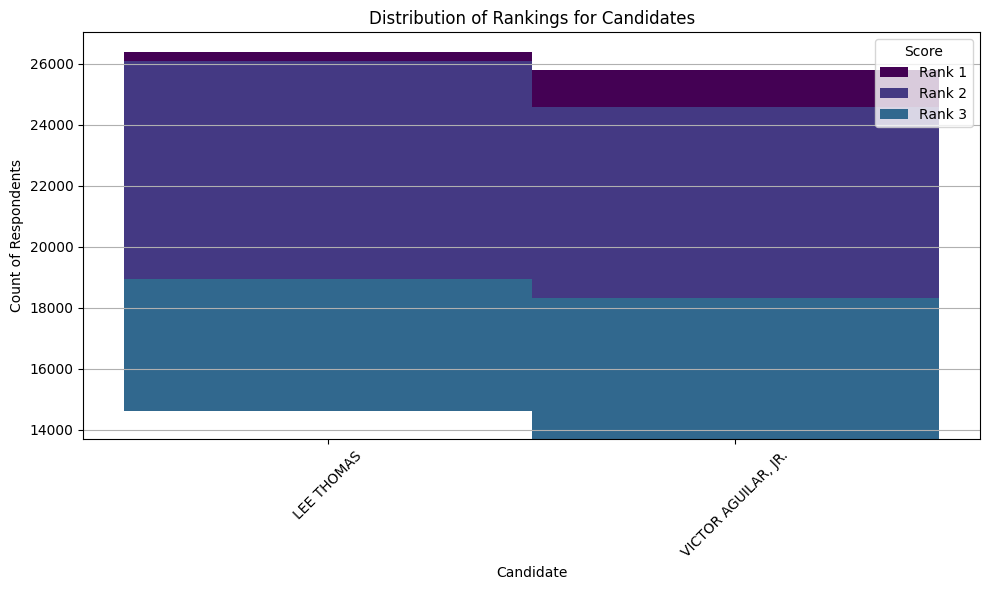 Distribution of Rankings for Candidates
Count of Respondents
26000
24000
22000
20000
18000
16000
14000
Score
Rank 1
Rank 2
Rank 3
LEE THOMAS
VICTOR AGUILAR, JR.
Candidate